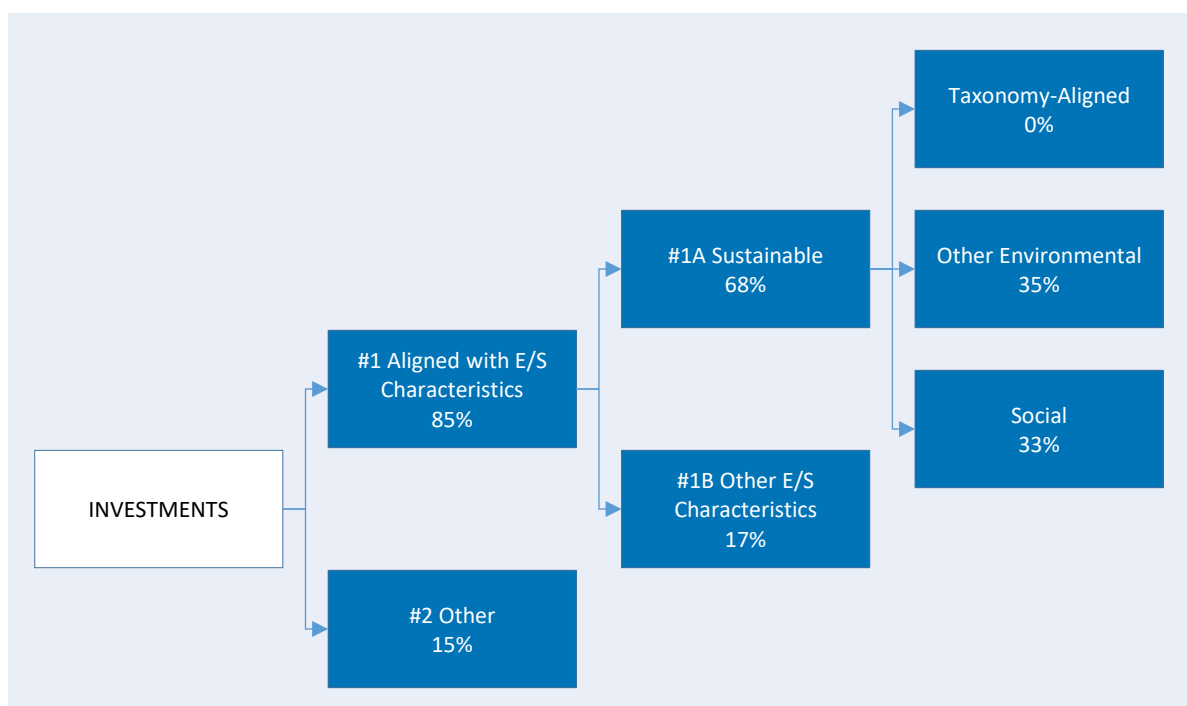 INVESTMENTS
#1 Aligned with E/S
Characteristics
85%
#2 Other
15%
#1A Sustainable
68%
#1B Other E/S
Characteristics
17%
Taxonomy-Aligned
0%
Other Environmental
35%
Social
33%